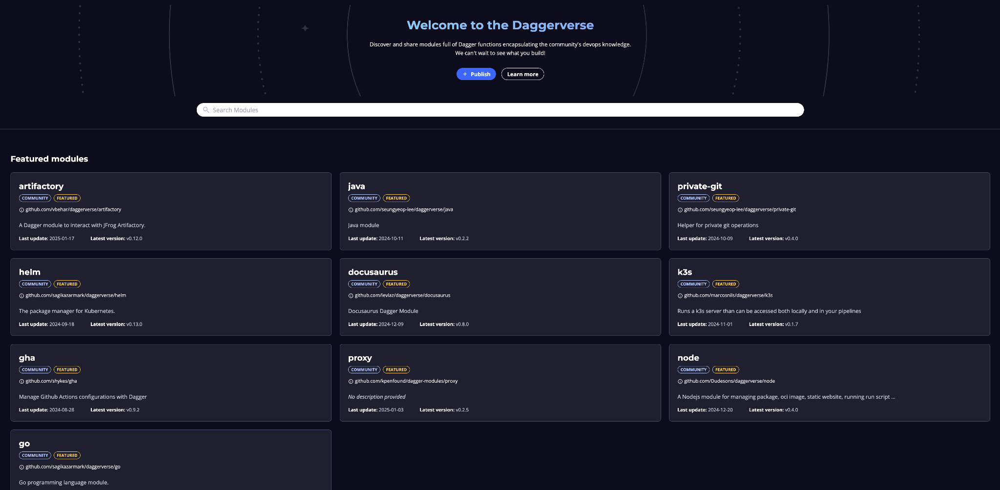 Welcome to the Daggerverse
Discover and share modules full of Dagger functions encapsulating the community's devops knowledge.
We can't wait to see what you build!
+ Publish
Learn more
Search Modules
Featured modules
artifactory
COMMUNITY FEATURED
github.com/vbehar/daggerverse/artifactory
A Dagger module to interact with JFrog Artifactory.
Last update: 2025-01-17 Latest version: v0.12.0
java
COMMUNITY FEATURED
github.com/seungyeop-lee/daggerverse/java
Java module
Last update: 2024-10-11 Latest version: v0.2.2
private-git
COMMUNITY FEATURED
github.com/seungyeop-lee/daggerverse/private-git
Helper for private git operations
Last update: 2024-10-09 Latest version: v0.4.0
helm
COMMUNITY FEATURED
github.com/sagikazarmark/daggerverse/helm
The package manager for Kubernetes.
Last update: 2024-09-18 Latest version: v0.13.0
docusaurus
COMMUNITY FEATURED
github.com/levlaz/daggerverse/docusaurus
Docusaurus Dagger Module
Last update: 2024-12-09 Latest version: v0.8.0
k3s
COMMUNITY FEATURED
github.com/marcosnils/daggerverse/k3s
Runs a k3s server than can be accessed both locally and in your pipelines
Last update: 2024-11-01 Latest version: v0.1.7
gha
COMMUNITY FEATURED
github.com/shykes/gha
Manage Github Actions configurations with Dagger
Last update: 2024-08-28 Latest version: v0.9.2
proxy
COMMUNITY FEATURED
github.com/kpenfound/dagger-modules/proxy
No description provided
Last update: 2025-01-03 Latest version: v0.2.5
node
COMMUNITY FEATURED
github.com/Dudesons/daggerverse/node
A Nodejs module for managing package, oci image, static website, running run script ...
Last update: 2024-12-20 Latest version: v0.4.0
go
COMMUNITY FEATURED
github.com/sagikazarmark/daggerverse/go
Go programming language module.